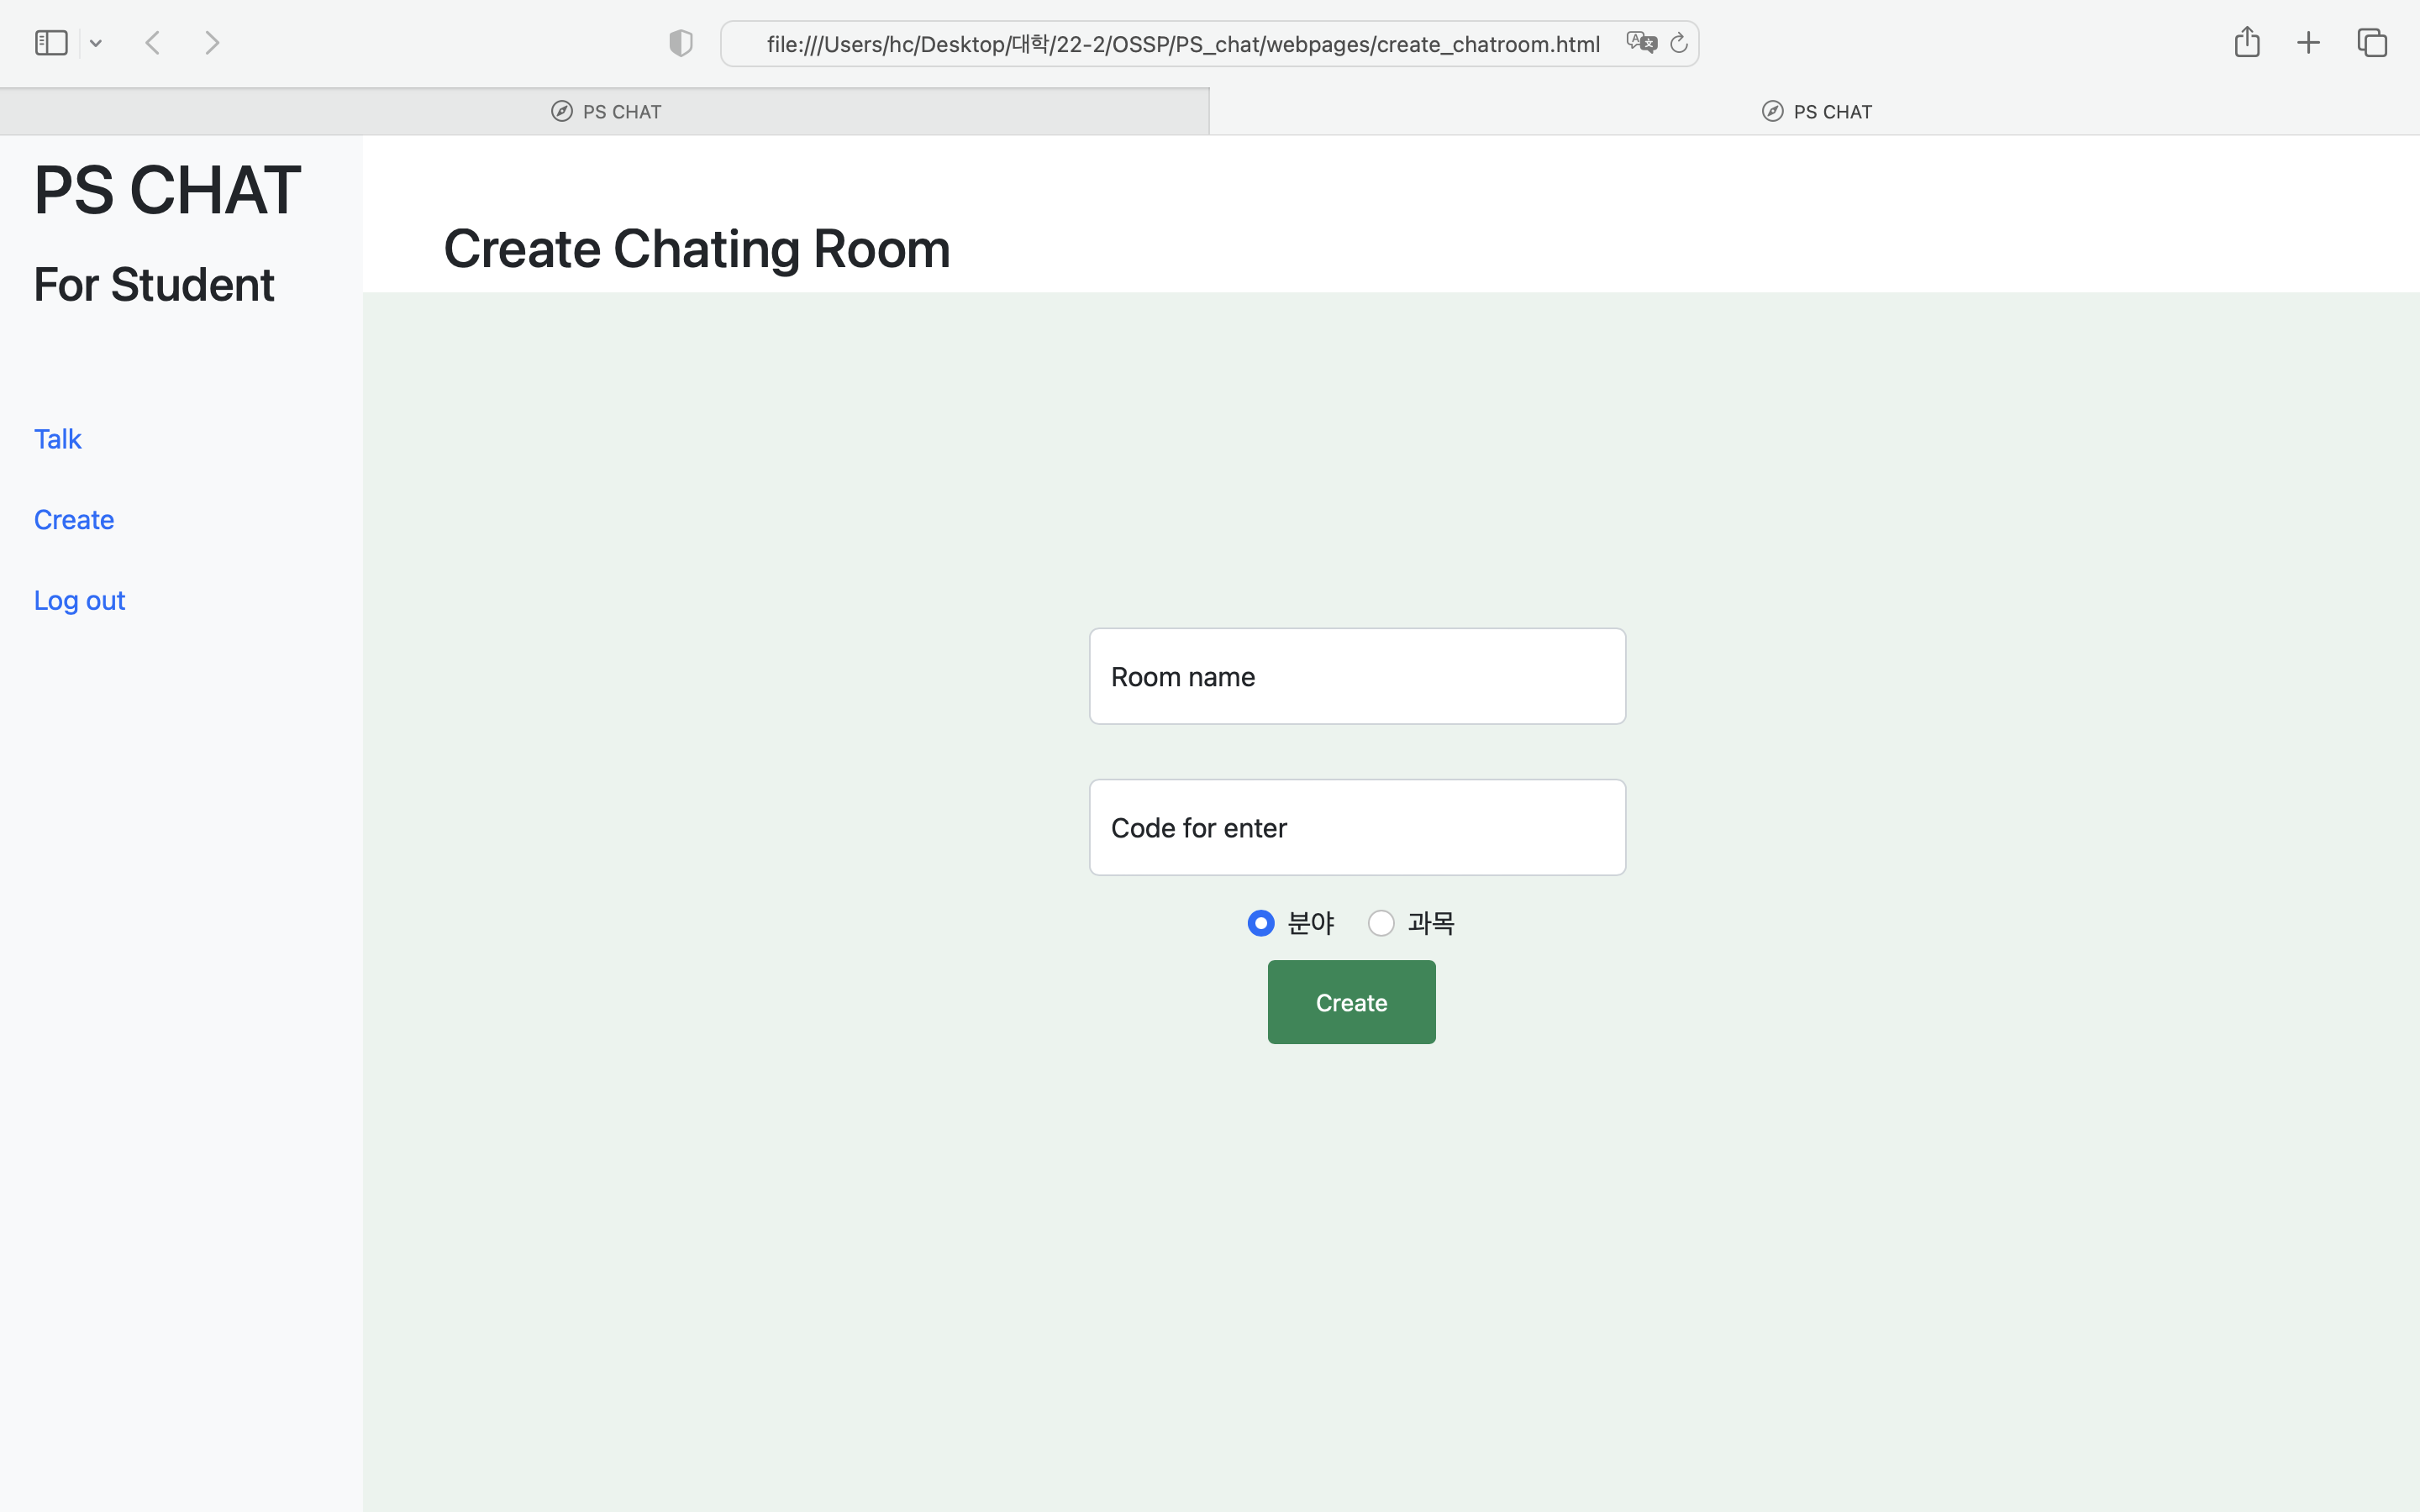 file:///Users/hc/Desktop/대학/22-2/OSSP/PS_chat/webpages/create_chatroom.html
PS CHAT
PS CHAT
PS CHAT
For Student
Talk
Create
Log out
Create Chating Room
Room name
Code for enter
분야 과목
Create